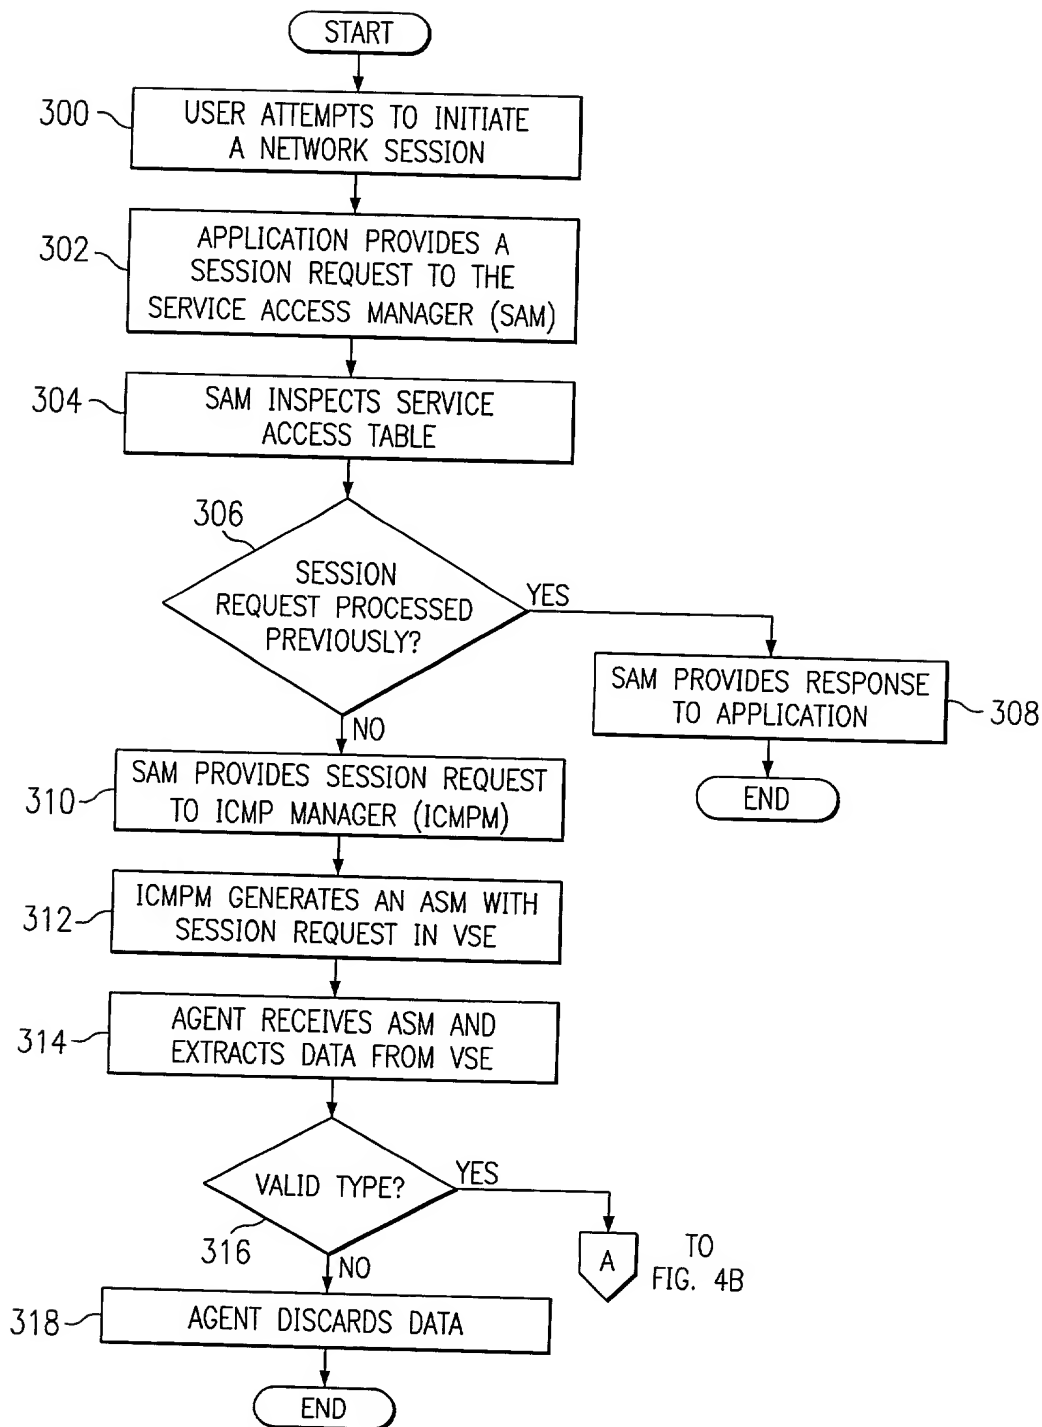 START
300
USER ATTEMPTS TO INITIATE
A NETWORK SESSION
302
APPLICATION PROVIDES A
SESSION REQUEST TO THE
SERVICE ACCESS MANAGER (SAM)
304
SAM INSPECTS SERVICE
ACCESS TABLE
306
SESSION
REQUEST PROCESSED
PREVIOUSLY?
YES
SAM PROVIDES RESPONSE
TO APPLICATION
308
END
NO
310
SAM PROVIDES SESSION REQUEST
TO ICMP MANAGER (ICMPM)
312
ICMPM GENERATES AN ASM WITH
SESSION REQUEST IN VSE
314
AGENT RECEIVES ASM AND
EXTRACTS DATA FROM VSE
VALID TYPE?
316
YES
A
TO
FIG. 4B
NO
318
AGENT DISCARDS DATA
END